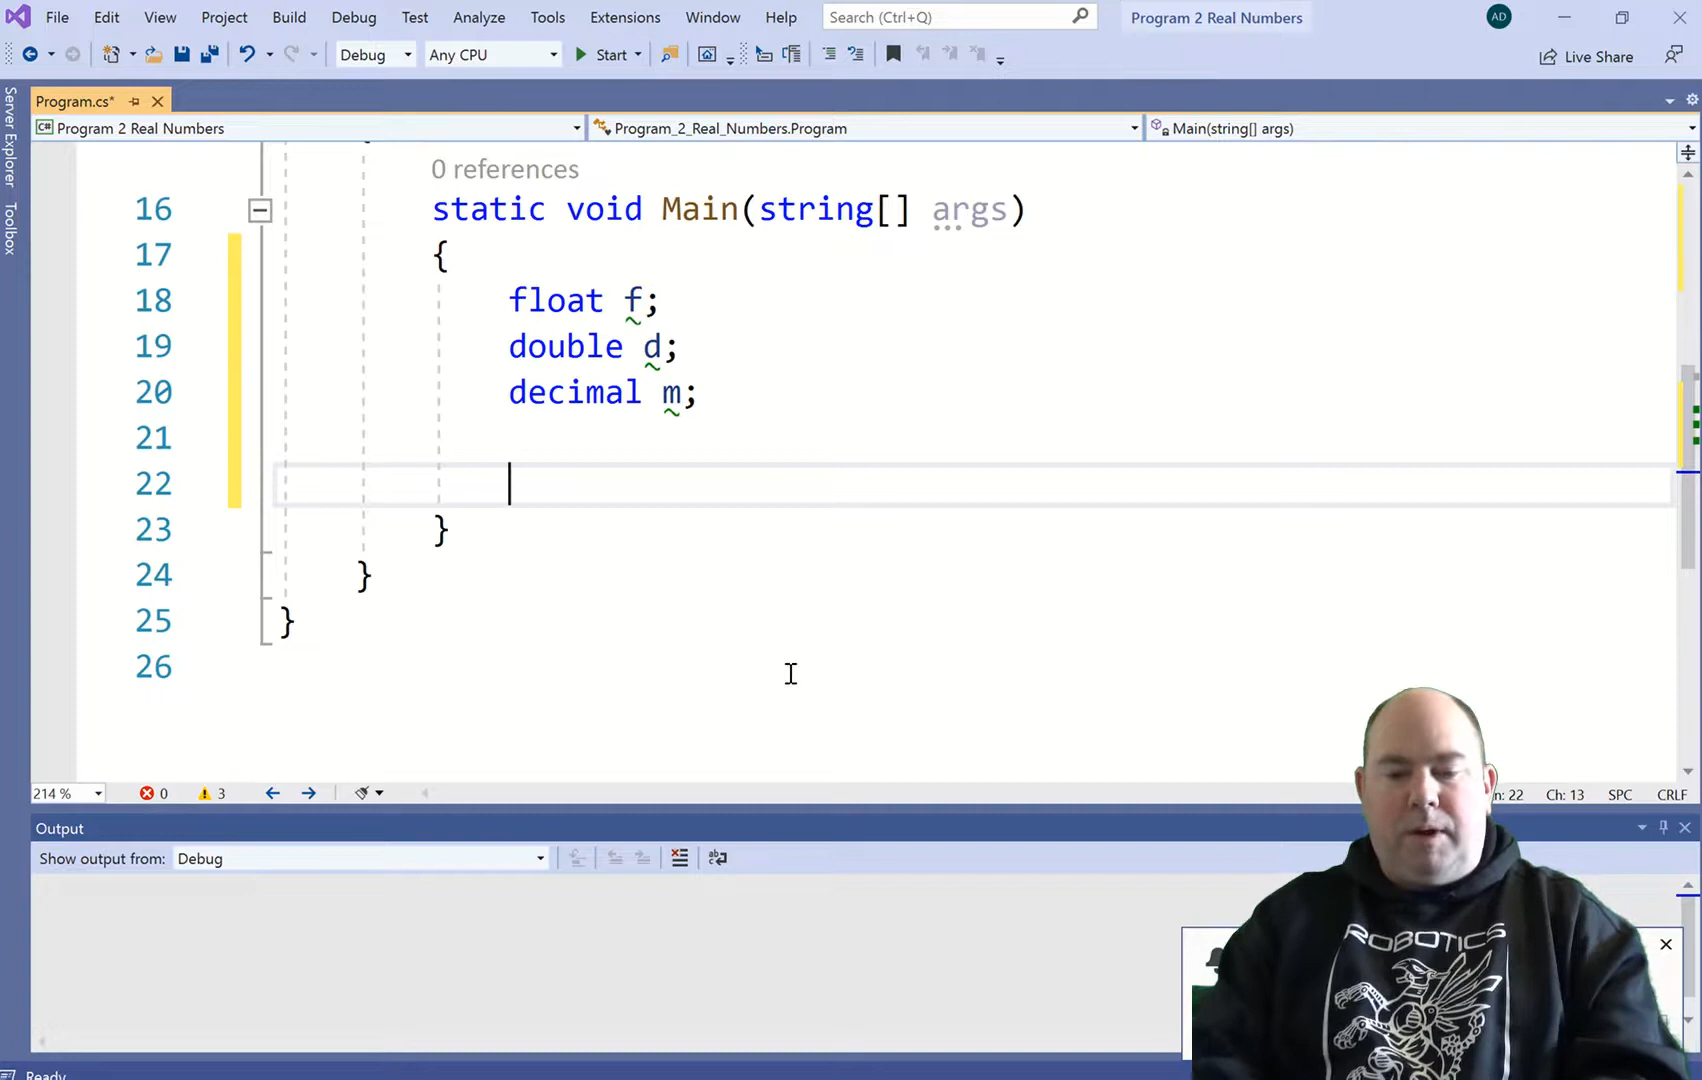 File Edit View Project Build Debug Test Analyze Tools Extensions Window Help Search (Ctrl+Q) Program 2 Real Numbers AD
Debug Any CPU Start Live Share
Program.cs*
C# Program 2 Real Numbers Program_2_Real_Numbers.Program Main(string[] args)
Server Explorer
Toolbox
0 references
16 static void Main(string[] args)
17 {
18 float f;
19 double d;
20 decimal m;
21
22
23 }
24 }
25 }
26
214 % 0 3 n: 22 Ch: 13 SPC CRLF
Output
Show output from: Debug
ROBOTICS
Ready